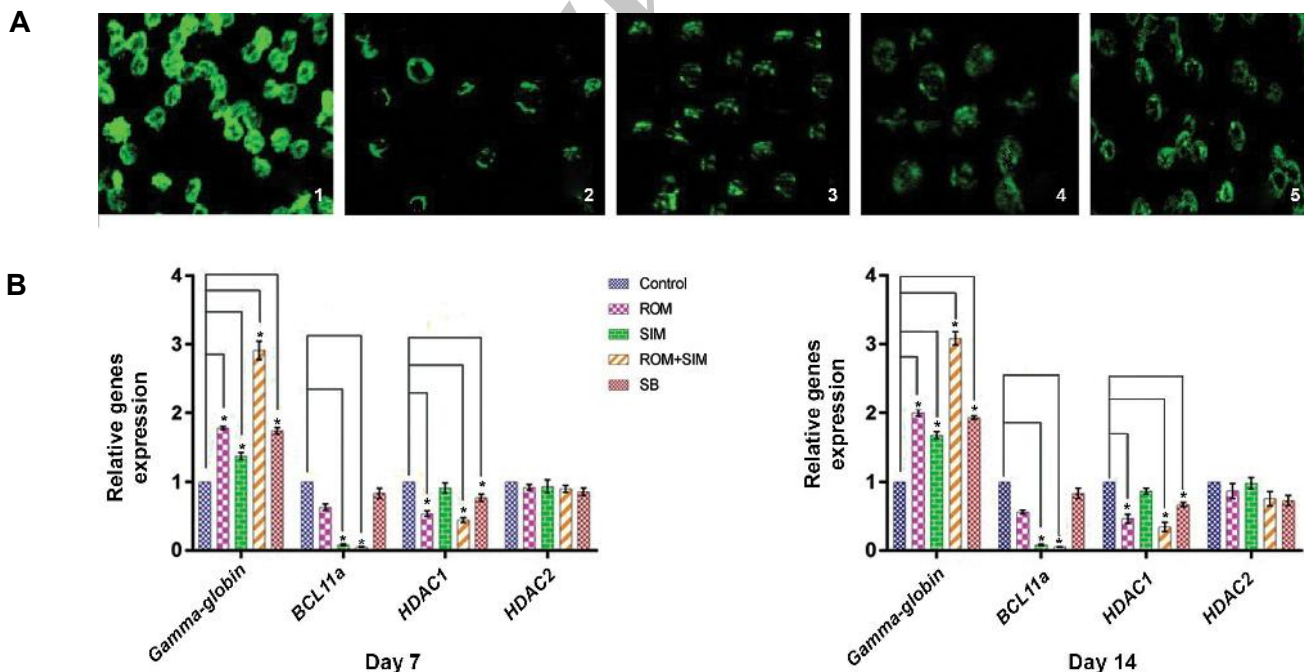 A
1
2
3
4
5
B
Relative genes
expression
4
3
2
1
0
*
*
*
*
*
*
*
*
*
Gamma-globin
BCL11a
HDAC1
HDAC2
Day 7
Control
ROM
SIM
ROM+SIM
SB
Relative genes
expression
4
3
2
1
0
*
*
*
*
*
*
*
*
*
Gamma-globin
BCL11a
HDAC1
HDAC2
Day 14